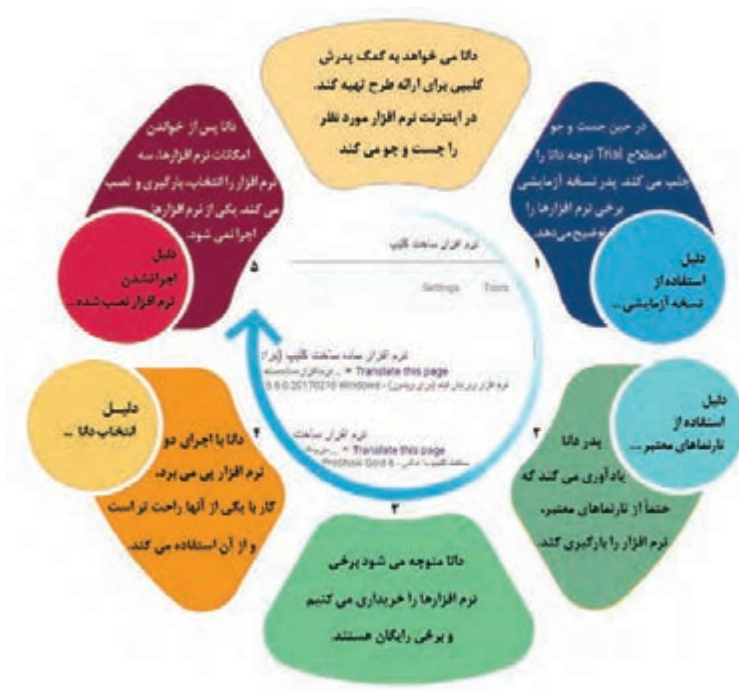 دانا می خواهد به کمک پدرش
کلیپی برای ارائه طرح تهیه کند.
در اینترنت نرم افزار مورد نظر
را جست و جو می کند
در حین جست و جو
اصطلاح Trial توجه دانا را
جلب می کند. پدر نسخه آزمایشی
برخی نرم افزارها را
توضیح می‌دهد.
۱
دلیل
استفاده از
نسخه آزمایشی...
پدر دانا
یادآوری می کند که
حتماً از تارنماهای معتبر،
نرم افزار را بارگیری کند.
۲
دلیل
استفاده از
تارنماهای معتبر ...
۳
دانا متوجه می شود برخی
نرم افزارها را خریداری می کنیم
و برخی رایگان هستند.
دانا با اجرای دو
نرم افزار پی می برد،
کار با یکی از آنها راحت تر است
و از آن استفاده می کند.
۴
دلیـل
انتخاب دانا ...
دانا پس از خواندن
امکانات نرم افزارها، سه
نرم افزار را انتخاب، بارگیری و نصب
می کند. یکی از نرم افزارها
اجرا نمی شود.
۵
دلیل
اجرانشدن
نرم افزار نصب شده...
نرم افزار ساخت کلیپ
Settings Tools
نرم افزار ساده ساخت کلیپ (برای
Translate this page
نرم افزار ساخت
Translate this page
ProShow Gold 6